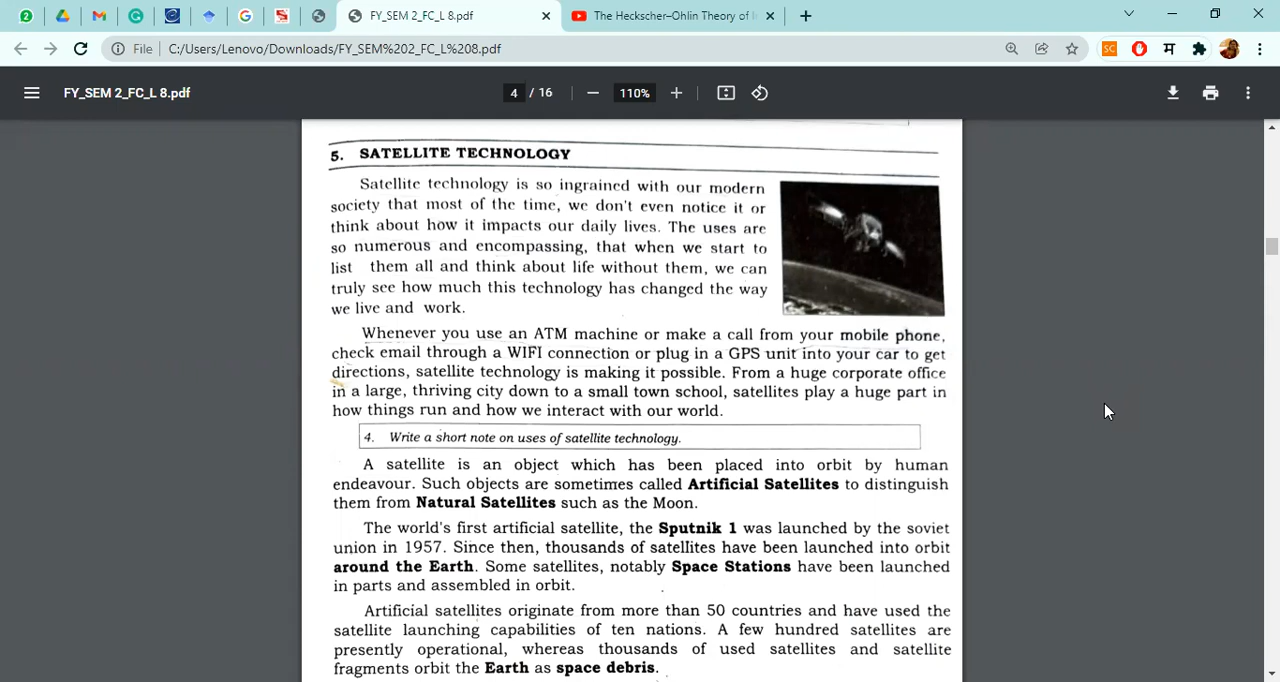 FY_SEM 2_FC_L 8.pdf
The Heckscher–Ohlin Theory of I
File
C:/Users/Lenovo/Downloads/FY_SEM%202_FC_L%208.pdf
FY_SEM 2_FC_L 8.pdf
4 / 16
110%
5. SATELLITE TECHNOLOGY
Satellite technology is so ingrained with our modern
society that most of the time, we don't even notice it or
think about how it impacts our daily lives. The uses are
so numerous and encompassing, that when we start to
list them all and think about life without them, we can
truly see how much this technology has changed the way
we live and work.
Whenever you use an ATM machine or make a call from your mobile phone,
check email through a WIFI connection or plug in a GPS unit into your car to get
directions, satellite technology is making it possible. From a huge corporate office
in a large, thriving city down to a small town school, satellites play a huge part in
how things run and how we interact with our world.
4. Write a short note on uses of satellite technology.
A satellite is an object which has been placed into orbit by human
endeavour. Such objects are sometimes called Artificial Satellites to distinguish
them from Natural Satellites such as the Moon.
The world's first artificial satellite, the Sputnik 1 was launched by the soviet
union in 1957. Since then, thousands of satellites have been launched into orbit
around the Earth. Some satellites, notably Space Stations have been launched
in parts and assembled in orbit.
Artificial satellites originate from more than 50 countries and have used the
satellite launching capabilities of ten nations. A few hundred satellites are
presently operational, whereas thousands of used satellites and satellite
fragments orbit the Earth as space debris.